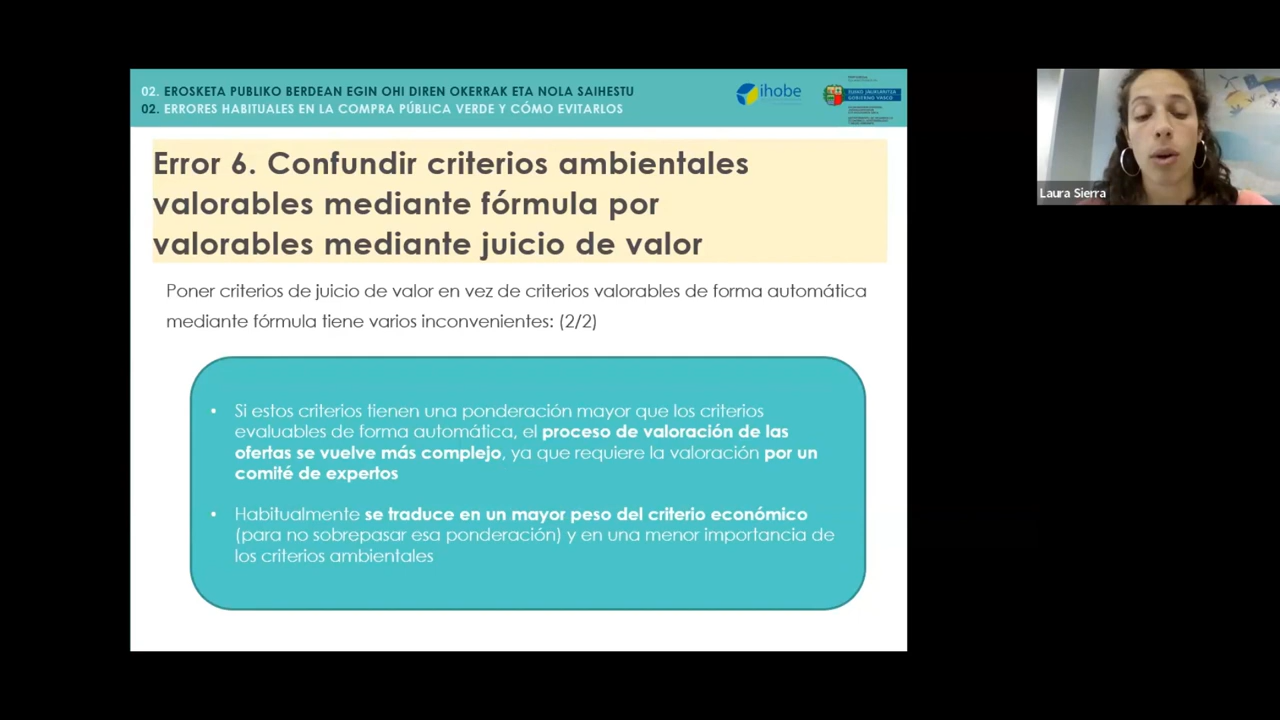 02. EROSKETA PUBLIKO BERDEAN EGIN OHI DIREN OKERRAK ETA NOLA SAIHESTU
02. ERRORES HABITUALES EN LA COMPRA PÚBLICA VERDE Y CÓMO EVITARLOS
ihobe
EUSKO JAURLARITZA
GOBIERNO VASCO
Error 6. Confundir criterios ambientales
valorables mediante fórmula por
valorables mediante juicio de valor
Poner criterios de juicio de valor en vez de criterios valorables de forma automática
mediante fórmula tiene varios inconvenientes: (2/2)
• Si estos criterios tienen una ponderación mayor que los criterios
evaluables de forma automática, el proceso de valoración de las
ofertas se vuelve más complejo, ya que requiere la valoración por un
comité de expertos
• Habitualmente se traduce en un mayor peso del criterio económico
(para no sobrepasar esa ponderación) y en una menor importancia de
los criterios ambientales
Laura Sierra